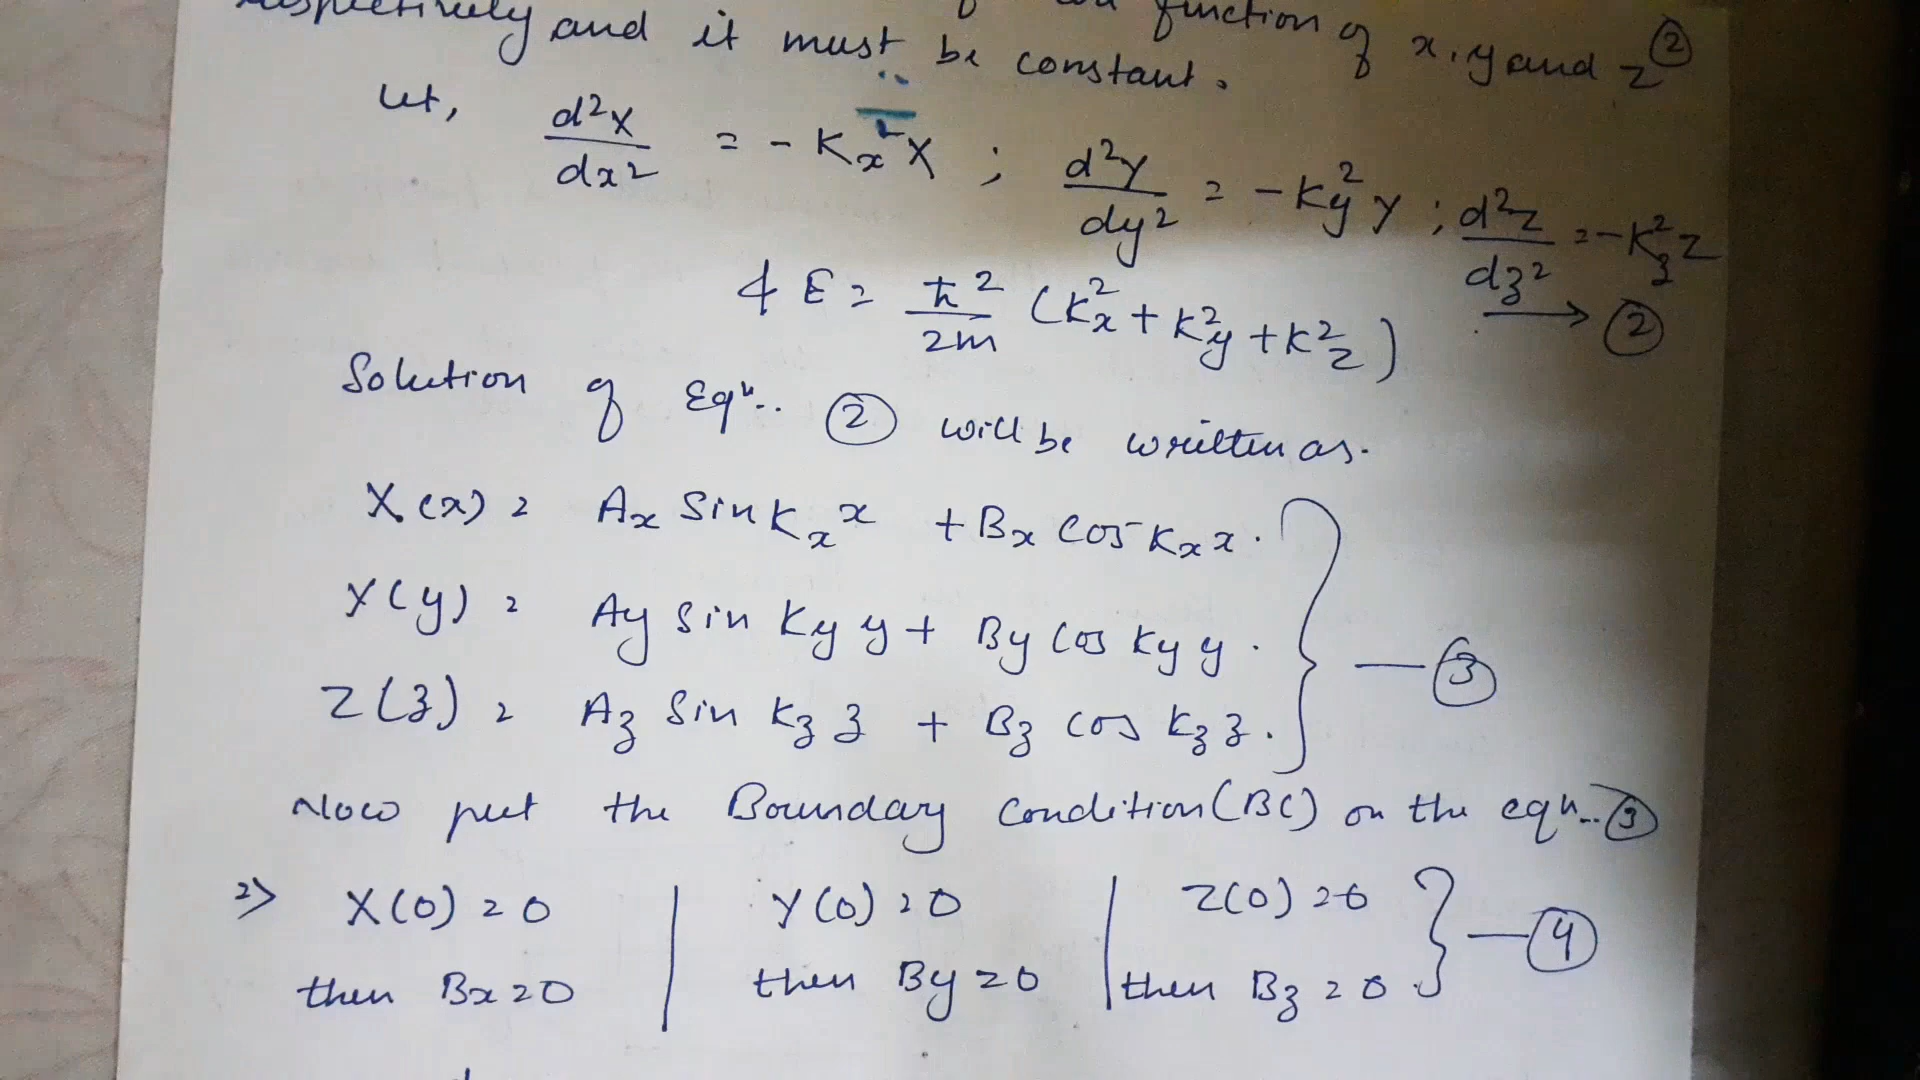 and it must be constant.
function of x, y and z ②
Let, d²X/dx² = - Kx² X ; d²Y/dy² = - Ky² Y ; d²Z/dz² = - Kz² Z
& E = ħ²/2m (Kx² + Ky² + Kz²) → ②
Solution of Eqn.. ② will be written as.
X(x) = Ax Sin Kx x + Bx Cos Kx x.
Y(y) = Ay Sin Ky y + By Cos Ky y.
Z(z) = Az Sin Kz z + Bz Cos Kz z. } — ③
Now put the Boundary Condition (BC) on the eqn.. ③
=> X(0) = 0 | Y(0) = 0 | Z(0) = 0
then Bx = 0 | then By = 0 | then Bz = 0 } — ④